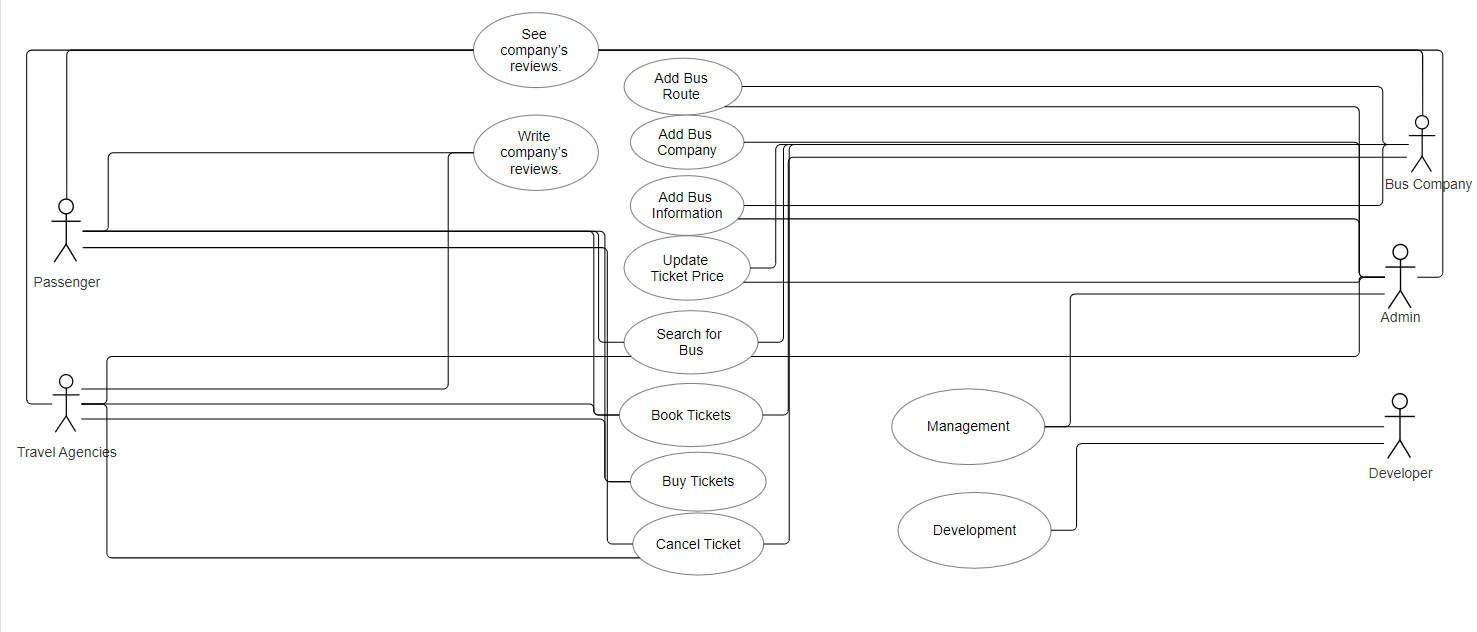 See
company's
reviews.
Add Bus
Route
Write
company's
reviews.
Add Bus
Company
Bus Company
Add Bus
Information
Passenger
Update
Ticket Price
Admin
Search for
Bus
Travel Agencies
Book Tickets
Management
Developer
Buy Tickets
Cancel Ticket
Development